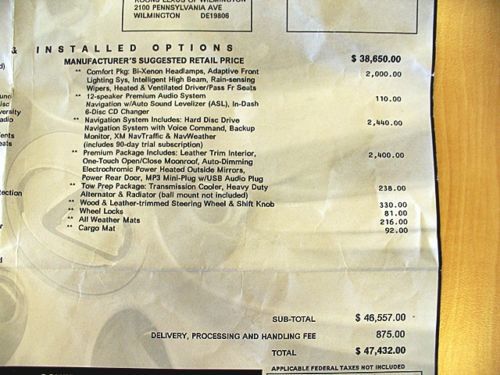 2100 PENNSYLVANIA AVE
WILMINGTON DE19806
& INSTALLED OPTIONS
MANUFACTURER'S SUGGESTED RETAIL PRICE $ 38,650.00
** Comfort Pkg: Bi-Xenon Headlamps, Adaptive Front 2,000.00
Lighting Sys, Intelligent High Beam, Rain-sensing
Wipers, Heated & Ventilated Driver/Pass Fr Seats
** 12-speaker Premium Audio System 110.00
Navigation w/Auto Sound Levelizer (ASL), In-Dash
6-Disc CD Changer
** Navigation System Includes: Hard Disc Drive 2,440.00
Navigation System with Voice Command, Backup
Monitor, XM NavTraffic & NavWeather
(includes 90-day trial subscription)
** Premium Package Includes: Leather Trim Interior, 2,400.00
One-Touch Open/Close Moonroof, Auto-Dimming
Electrochromic Power Heated Outside Mirrors,
Power Rear Door, MP3 Mini-Plug w/USB Audio Plug
** Tow Prep Package: Transmission Cooler, Heavy Duty 238.00
Alternator & Radiator (ball mount not included)
** Wood & Leather-trimmed Steering Wheel & Shift Knob 330.00
** Wheel Locks 81.00
** All Weather Mats 216.00
** Cargo Mat 92.00
SUB-TOTAL $ 46,557.00
DELIVERY, PROCESSING AND HANDLING FEE 875.00
TOTAL $ 47,432.00
APPLICABLE FEDERAL TAXES NOT INCLUDED